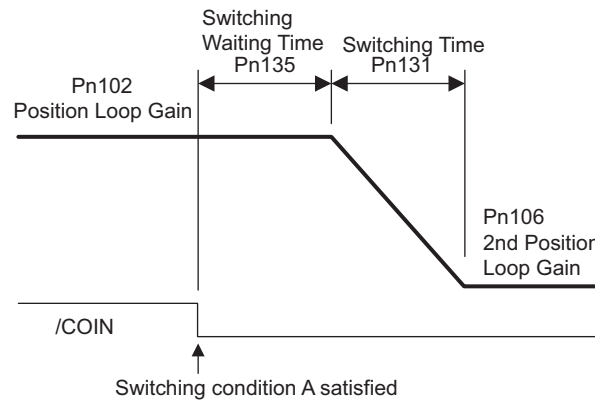 Switching
Waiting Time
Pn135
Switching Time
Pn131
Pn102
Position Loop Gain
Pn106
2nd Position
Loop Gain
/COIN
Switching condition A satisfied